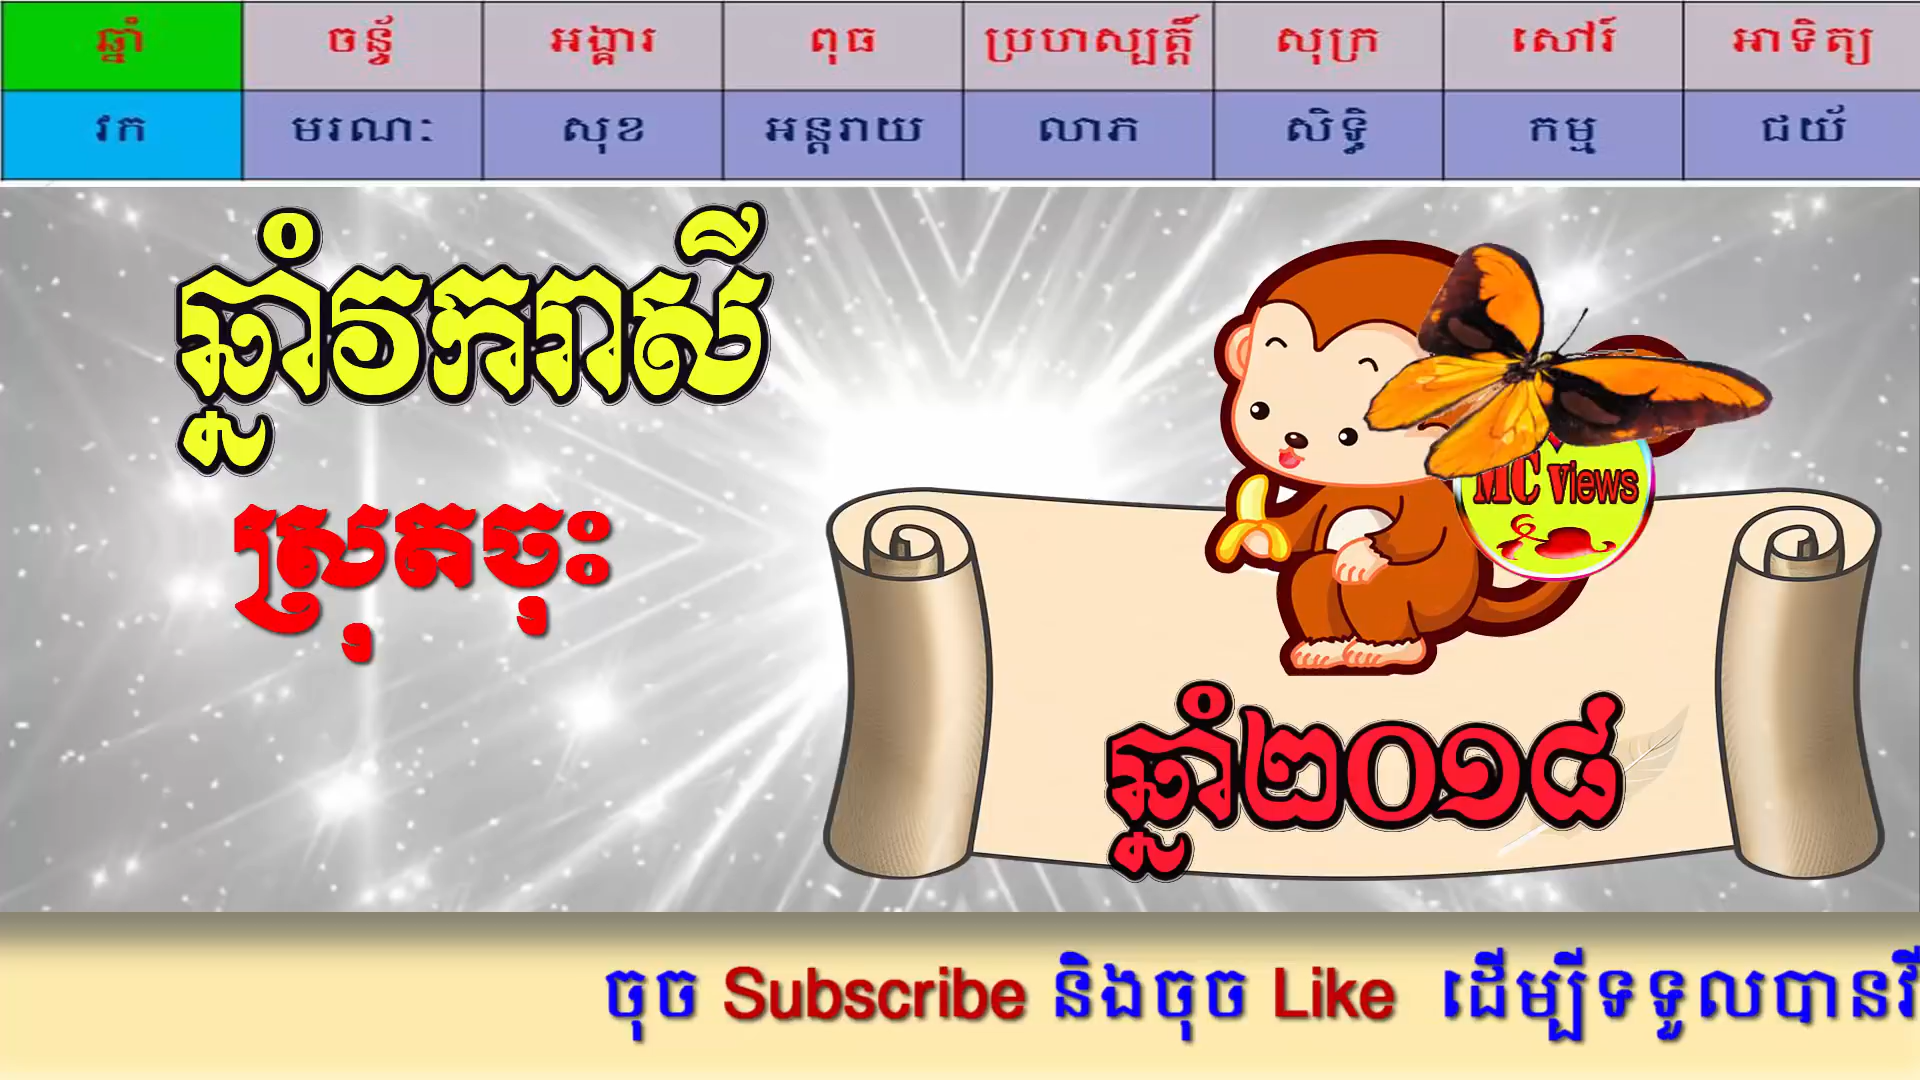 ឆ្នាំ ចន្ទ័ អង្គារ ពុធ ប្រហស្បត្តិ៍ សុក្រ សៅរ៍ អាទិត្យ
វក មរណៈ សុខ អន្តរាយ លាភ សិទ្ធិ កម្ម ជយ័
ឆ្នាំវករាសី
ស្រុតចុះ
MC Views
ឆ្នាំ២០១៨
ចុច Subscribe និងចុច Like ដើម្បីទទួលបានវី